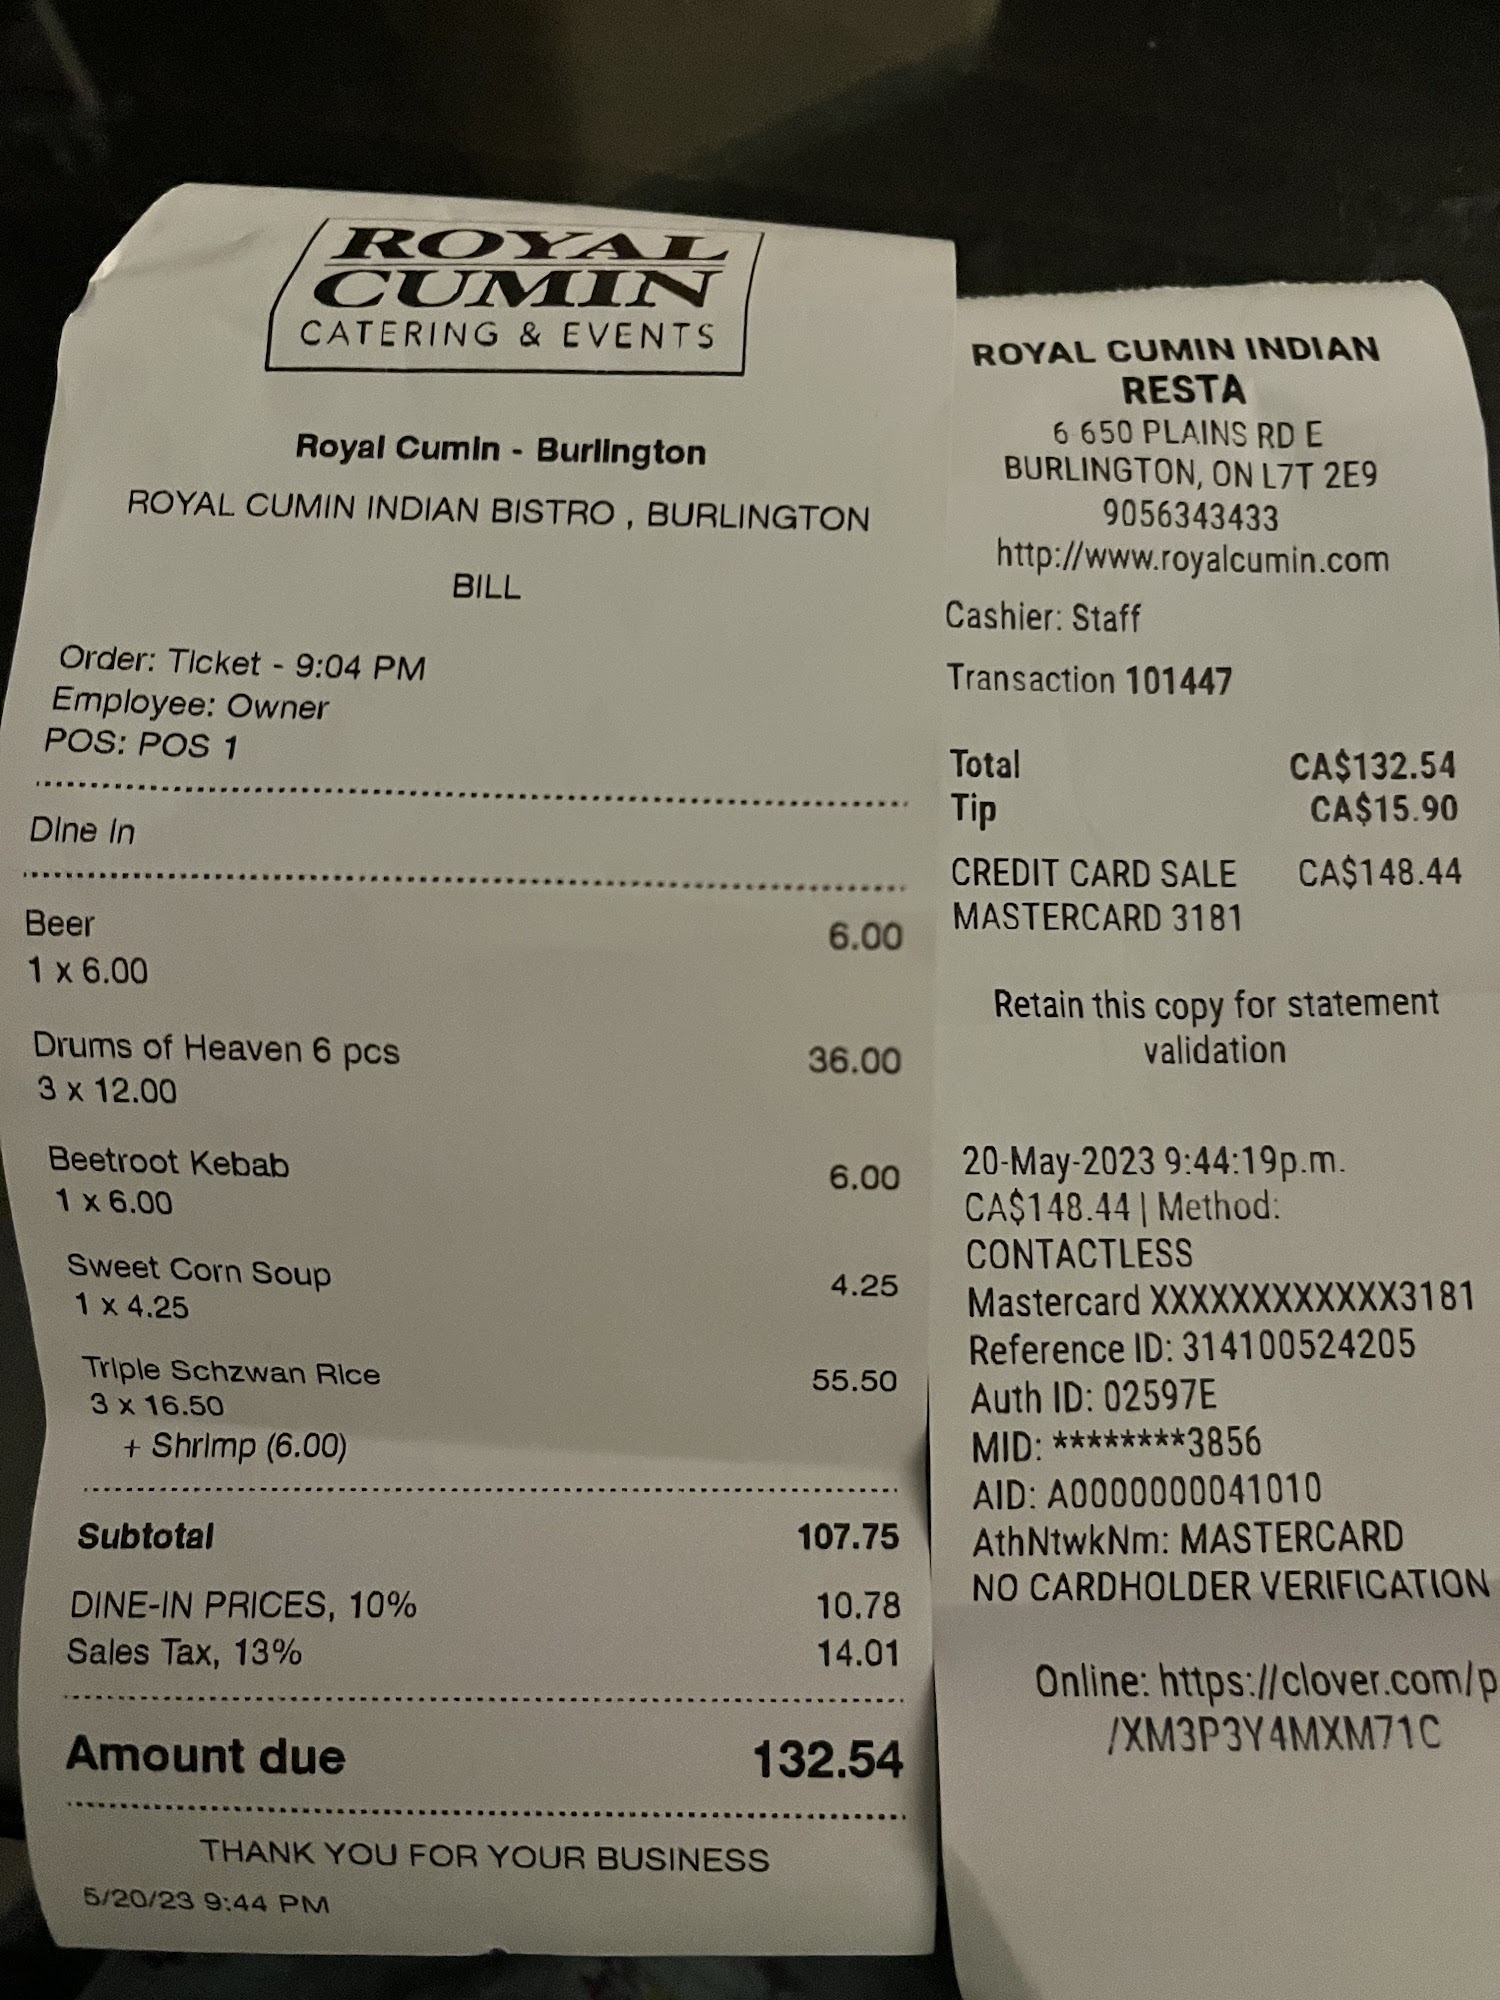 ROYAL
CUMIN
CATERING & EVENTS
Royal Cumin - Burlington
ROYAL CUMIN INDIAN BISTRO , BURLINGTON
BILL
Order: Ticket - 9:04 PM
Employee: Owner
POS: POS 1
Dine In
Beer 6.00
1 x 6.00
Drums of Heaven 6 pcs 36.00
3 x 12.00
Beetroot Kebab 6.00
1 x 6.00
Sweet Corn Soup 4.25
1 x 4.25
Triple Schzwan Rice 55.50
3 x 16.50
+ Shrimp (6.00)
Subtotal 107.75
DINE-IN PRICES, 10% 10.78
Sales Tax, 13% 14.01
Amount due 132.54
THANK YOU FOR YOUR BUSINESS
5/20/23 9:44 PM
ROYAL CUMIN INDIAN
RESTA
6 650 PLAINS RD E
BURLINGTON, ON L7T 2E9
9056343433
http://www.royalcumin.com
Cashier: Staff
Transaction 101447
Total CA$132.54
Tip CA$15.90
CREDIT CARD SALE CA$148.44
MASTERCARD 3181
Retain this copy for statement
validation
20-May-2023 9:44:19p.m.
CA$148.44 | Method:
CONTACTLESS
Mastercard XXXXXXXXXXXX3181
Reference ID: 314100524205
Auth ID: 02597E
MID: ********3856
AID: A0000000041010
AthNtwkNm: MASTERCARD
NO CARDHOLDER VERIFICATION
Online: https://clover.com/p
/XM3P3Y4MXM71C